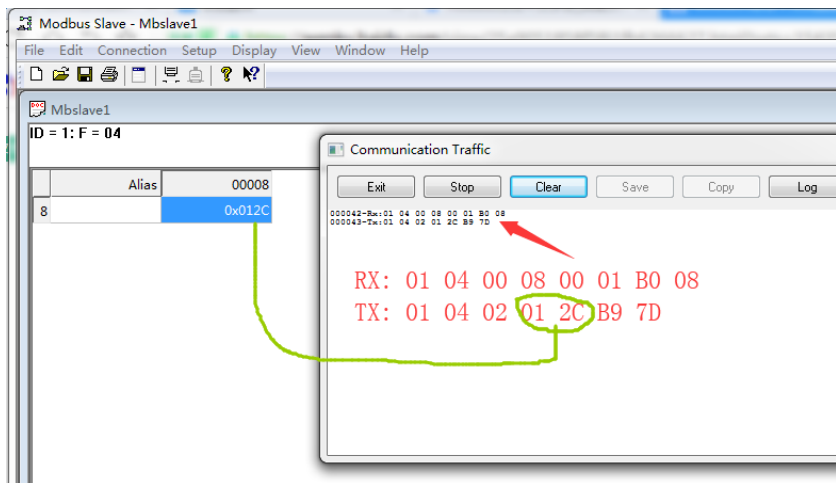 Modbus Slave - Mbslave1
File Edit Connection Setup Display View Window Help
Mbslave1
ID = 1: F = 04
Alias 00008
8 0x012C
Communication Traffic
Exit Stop Clear Save Copy Log
000042-Rx:01 04 00 08 00 01 B0 08
000043-Tx:01 04 02 01 2C B9 7D
RX: 01 04 00 08 00 01 B0 08
TX: 01 04 02 01 2C B9 7D